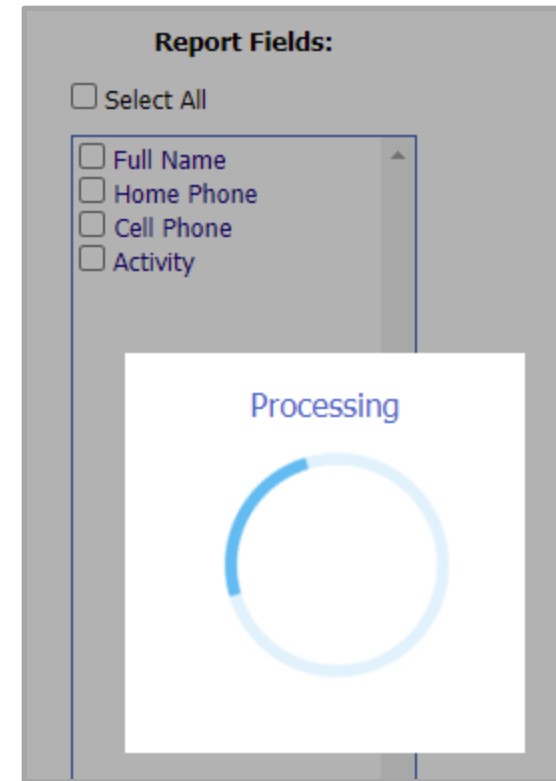 Report Fields:
Select All
Full Name
Home Phone
Cell Phone
Activity
Processing